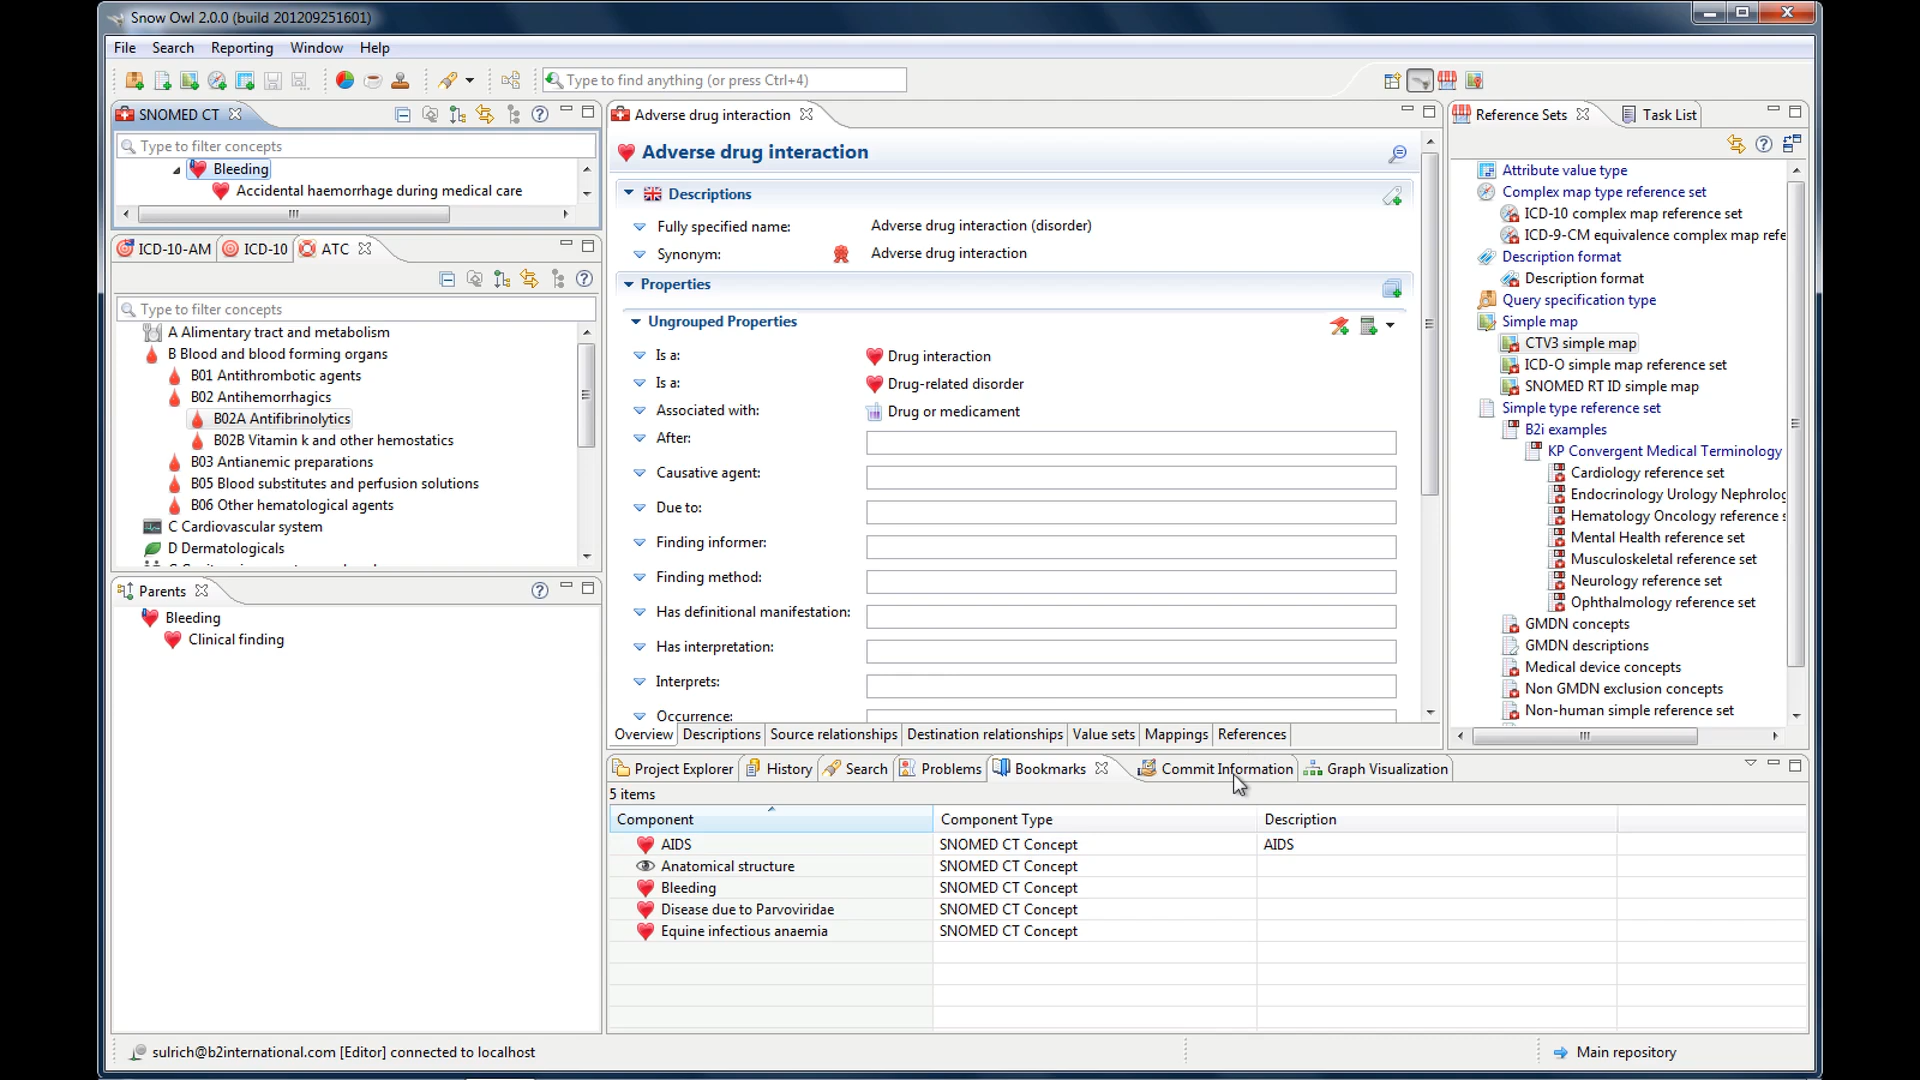 Snow Owl 2.0.0 (build 201209251601)
File Search Reporting Window Help
Type to find anything (or press Ctrl+4)
SNOMED CT
Type to filter concepts
Bleeding
Accidental haemorrhage during medical care
ICD-10-AM ICD-10 ATC
Type to filter concepts
A Alimentary tract and metabolism
B Blood and blood forming organs
B01 Antithrombotic agents
B02 Antihemorrhagics
B02A Antifibrinolytics
B02B Vitamin k and other hemostatics
B03 Antianemic preparations
B05 Blood substitutes and perfusion solutions
B06 Other hematological agents
C Cardiovascular system
D Dermatologicals
Parents
Bleeding
Clinical finding
Adverse drug interaction
Adverse drug interaction
Descriptions
Fully specified name: Adverse drug interaction (disorder)
Synonym: Adverse drug interaction
Properties
Ungrouped Properties
Is a: Drug interaction
Is a: Drug-related disorder
Associated with: Drug or medicament
After:
Causative agent:
Due to:
Finding informer:
Finding method:
Has definitional manifestation:
Has interpretation:
Interprets:
Occurrence:
Overview Descriptions Source relationships Destination relationships Value sets Mappings References
Reference Sets Task List
Attribute value type
Complex map type reference set
ICD-10 complex map reference set
ICD-9-CM equivalence complex map refe
Description format
Description format
Query specification type
Simple map
CTV3 simple map
ICD-O simple map reference set
SNOMED RT ID simple map
Simple type reference set
B2i examples
KP Convergent Medical Terminology
Cardiology reference set
Endocrinology Urology Nephrolog
Hematology Oncology reference s
Mental Health reference set
Musculoskeletal reference set
Neurology reference set
Ophthalmology reference set
GMDN concepts
GMDN descriptions
Medical device concepts
Non GMDN exclusion concepts
Non-human simple reference set
Project Explorer History Search Problems Bookmarks Commit Information Graph Visualization
5 items
Component Component Type Description
AIDS SNOMED CT Concept AIDS
Anatomical structure SNOMED CT Concept
Bleeding SNOMED CT Concept
Disease due to Parvoviridae SNOMED CT Concept
Equine infectious anaemia SNOMED CT Concept
sulrich@b2international.com [Editor] connected to localhost
Main repository